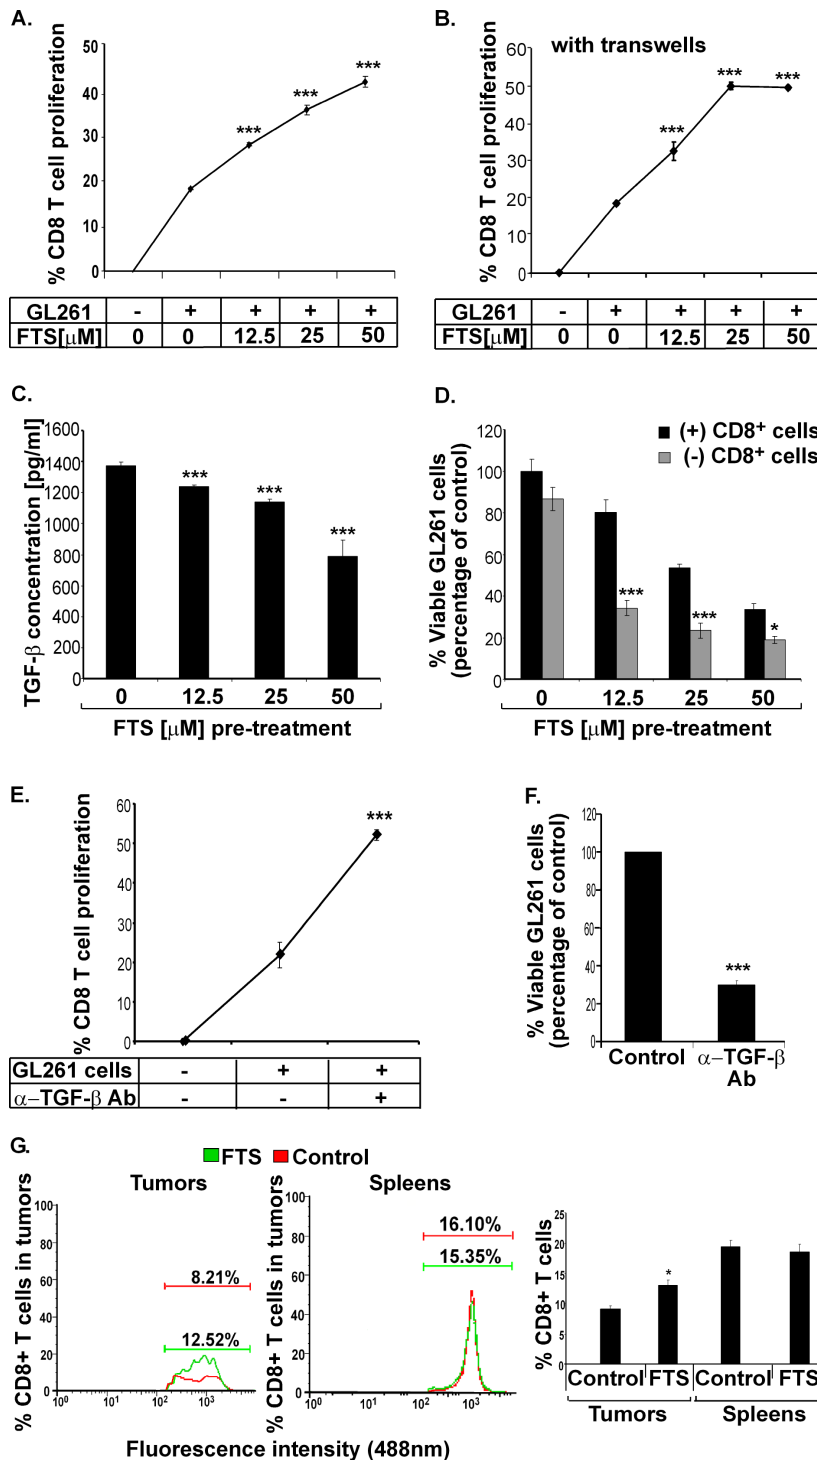 A.
% CD8 T cell proliferation
50
40
30
20
10
0
***
***
***
GL261 - + + + +
FTS[μM] 0 0 12.5 25 50
B.
with transwells
% CD8 T cell proliferation
60
50
40
30
20
10
0
***
***
***
GL261 - + + + +
FTS[μM] 0 0 12.5 25 50
C.
TGF-β concentration [pg/ml]
1600
1400
1200
1000
800
600
400
200
0
***
***
***
0 12.5 25 50
FTS [μM] pre-treatment
D.
% Viable GL261 cells
(percentage of control)
120
100
80
60
40
20
0
(+) CD8⁺ cells
(-) CD8⁺ cells
***
***
*
0 12.5 25 50
FTS [μM] pre-treatment
E.
% CD8 T cell proliferation
60
50
40
30
20
10
0
***
GL261 cells - + +
α−TGF-β Ab - - +
F.
% Viable GL261 cells
(percentage of control)
120
100
80
60
40
20
0
***
Control α−TGF-β
Ab
G.
FTS Control
Tumors
% CD8+ T cells in tumors
100
80
60
40
20
0
8.21%
12.52%
10⁰ 10¹ 10² 10³
Spleens
% CD8+ T cells in tumors
100
80
60
40
20
0
16.10%
15.35%
10⁰ 10¹ 10² 10³
Fluorescence intensity (488nm)
% CD8+ T cells
25
20
15
10
5
0
*
Control FTS Control FTS
Tumors Spleens